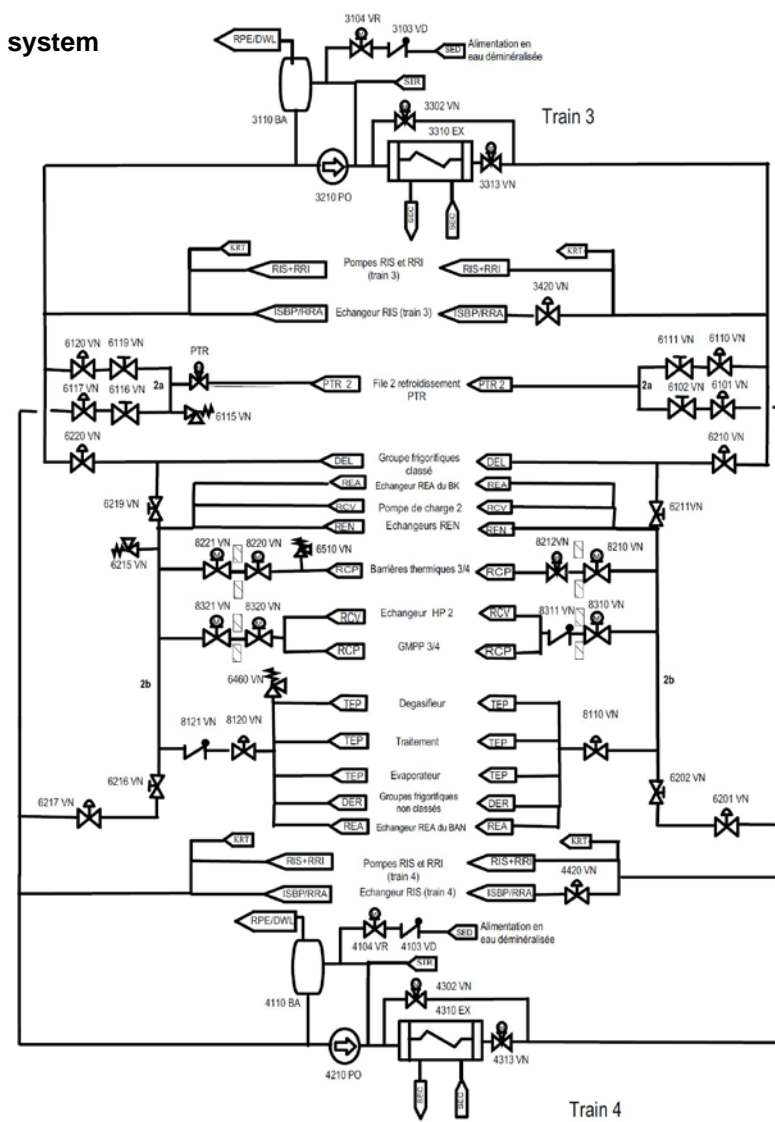 system
RPE/DWL
3104 VR
3103 VD
SED
Alimentation en
eau déminéralisée
STR
3110 BA
3302 VN
3310 EX
Train 3
3313 VN
3210 PO
SEC
SEC
KRT
KRT
RIS+RRI
Pompes RIS et RRI
(train 3)
RIS+RRI
3420 VN
ISBP/RRA
Echangeur RIS (train 3)
ISBP/RRA
6120 VN
6119 VN
PTR
6111 VN
6110 VN
2a
PTR 2
File 2 refroidissement
PTR
PTR 2
2a
6117 VN
6116 VN
6115 VN
6102 VN
6101 VN
6220 VN
6210 VN
DEL
Groupe frigorifiques
classé
DEL
REA
Echangeur REA du BK
REA
6219 VN
RCV
Pompe de charge 2
RCV
6211VN
REN
Echangeurs REN
REN
6215 VN
8221 VN
8220 VN
6510 VN
8212VN
8210 VN
RCP
Barrières thermiques 3/4
RCP
8321 VN
8320 VN
RCV
Echangeur HP 2
RCV
8311 VN
8310 VN
RCP
GMPP 3/4
RCP
2b
2b
6460 VN
TEP
Degasifieur
TEP
8121 VN
8120 VN
8110 VN
TEP
Traitement
TEP
6216 VN
TEP
Evaporateur
TEP
6202 VN
6217 VN
6201 VN
DER
Groupes frigorifiques
non classés
DER
REA
Echangeur REA du BAN
REA
KRT
KRT
RIS+RRI
Pompes RIS et RRI
(train 4)
RIS+RRI
4420 VN
ISBP/RRA
Echangeur RIS (train 4)
ISBP/RRA
RPE/DWL
4104 VR
4103 VD
SED
Alimentation en
eau déminéralisée
STR
4110 BA
4302 VN
4310 EX
4313 VN
4210 PO
SEC
SEC
Train 4